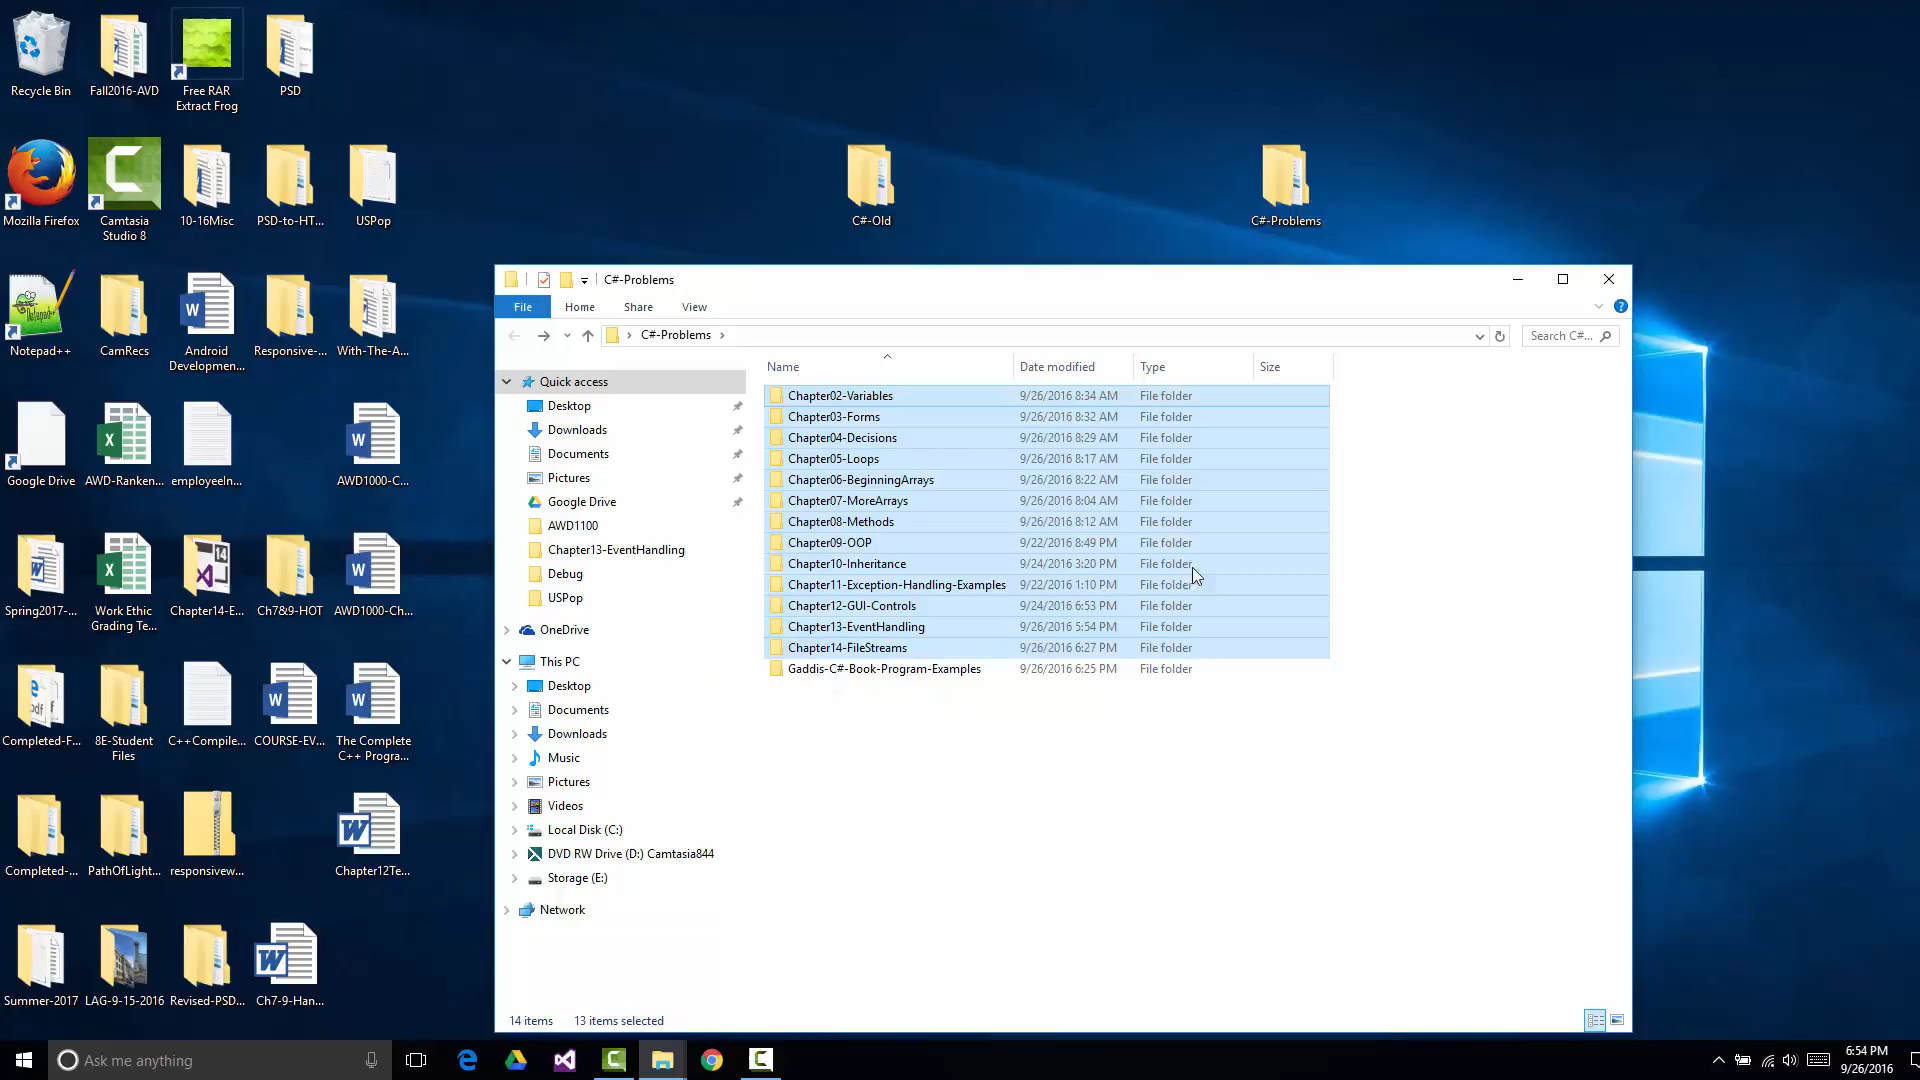 Recycle Bin
Fall2016-AVD
Free RAR
Extract Frog
PSD
Mozilla Firefox
Camtasia
Studio 8
10-16Misc
PSD-to-HT...
USPop
C#-Old
C#-Problems
Notepad++
CamRecs
Android
Developmen...
Responsive-...
With-The-A...
Google Drive
AWD-Ranken...
employeeIn...
AWD1000-C...
Spring2017-...
Work Ethic
Grading Te...
Chapter14-E...
Ch7&9-HOT
AWD1000-Ch...
Completed-F...
8E-Student
Files
C++Compile...
COURSE-EV...
The Complete
C++ Progra...
Completed-...
PathOfLight...
responsivew...
Chapter12Te...
Summer-2017
LAG-9-15-2016
Revised-PSD...
Ch7-9-Han...
C#-Problems
File Home Share View
C#-Problems
Search C#...
Quick access
Desktop
Downloads
Documents
Pictures
Google Drive
AWD1100
Chapter13-EventHandling
Debug
USPop
OneDrive
This PC
Desktop
Documents
Downloads
Music
Pictures
Videos
Local Disk (C:)
DVD RW Drive (D:) Camtasia844
Storage (E:)
Network
Name Date modified Type Size
Chapter02-Variables 9/26/2016 8:34 AM File folder
Chapter03-Forms 9/26/2016 8:32 AM File folder
Chapter04-Decisions 9/26/2016 8:29 AM File folder
Chapter05-Loops 9/26/2016 8:17 AM File folder
Chapter06-BeginningArrays 9/26/2016 8:22 AM File folder
Chapter07-MoreArrays 9/26/2016 8:04 AM File folder
Chapter08-Methods 9/26/2016 8:12 AM File folder
Chapter09-OOP 9/22/2016 8:49 PM File folder
Chapter10-Inheritance 9/24/2016 3:20 PM File folder
Chapter11-Exception-Handling-Examples 9/22/2016 1:10 PM File folder
Chapter12-GUI-Controls 9/24/2016 6:53 PM File folder
Chapter13-EventHandling 9/26/2016 5:54 PM File folder
Chapter14-FileStreams 9/26/2016 6:27 PM File folder
Gaddis-C#-Book-Program-Examples 9/26/2016 6:25 PM File folder
14 items 13 items selected
Ask me anything
6:54 PM
9/26/2016